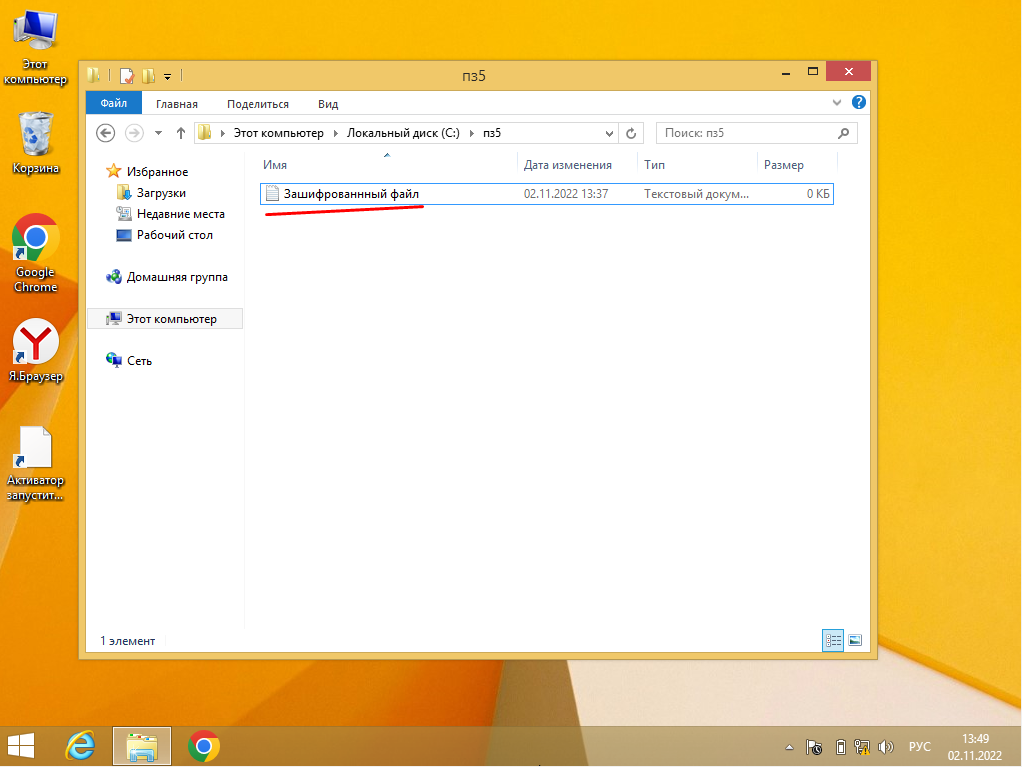 Этот
компьютер
Корзина
Google
Chrome
Я.Браузер
Активатор
запустит...
пз5
Файл
Главная
Поделиться
Вид
Этот компьютер
Локальный диск (C:)
пз5
Поиск: пз5
Имя
Дата изменения
Тип
Размер
Зашифрованнный файл
02.11.2022 13:37
Текстовый докум...
0 КБ
Избранное
Загрузки
Недавние места
Рабочий стол
Домашняя группа
Этот компьютер
Сеть
1 элемент
РУС
13:49
02.11.2022